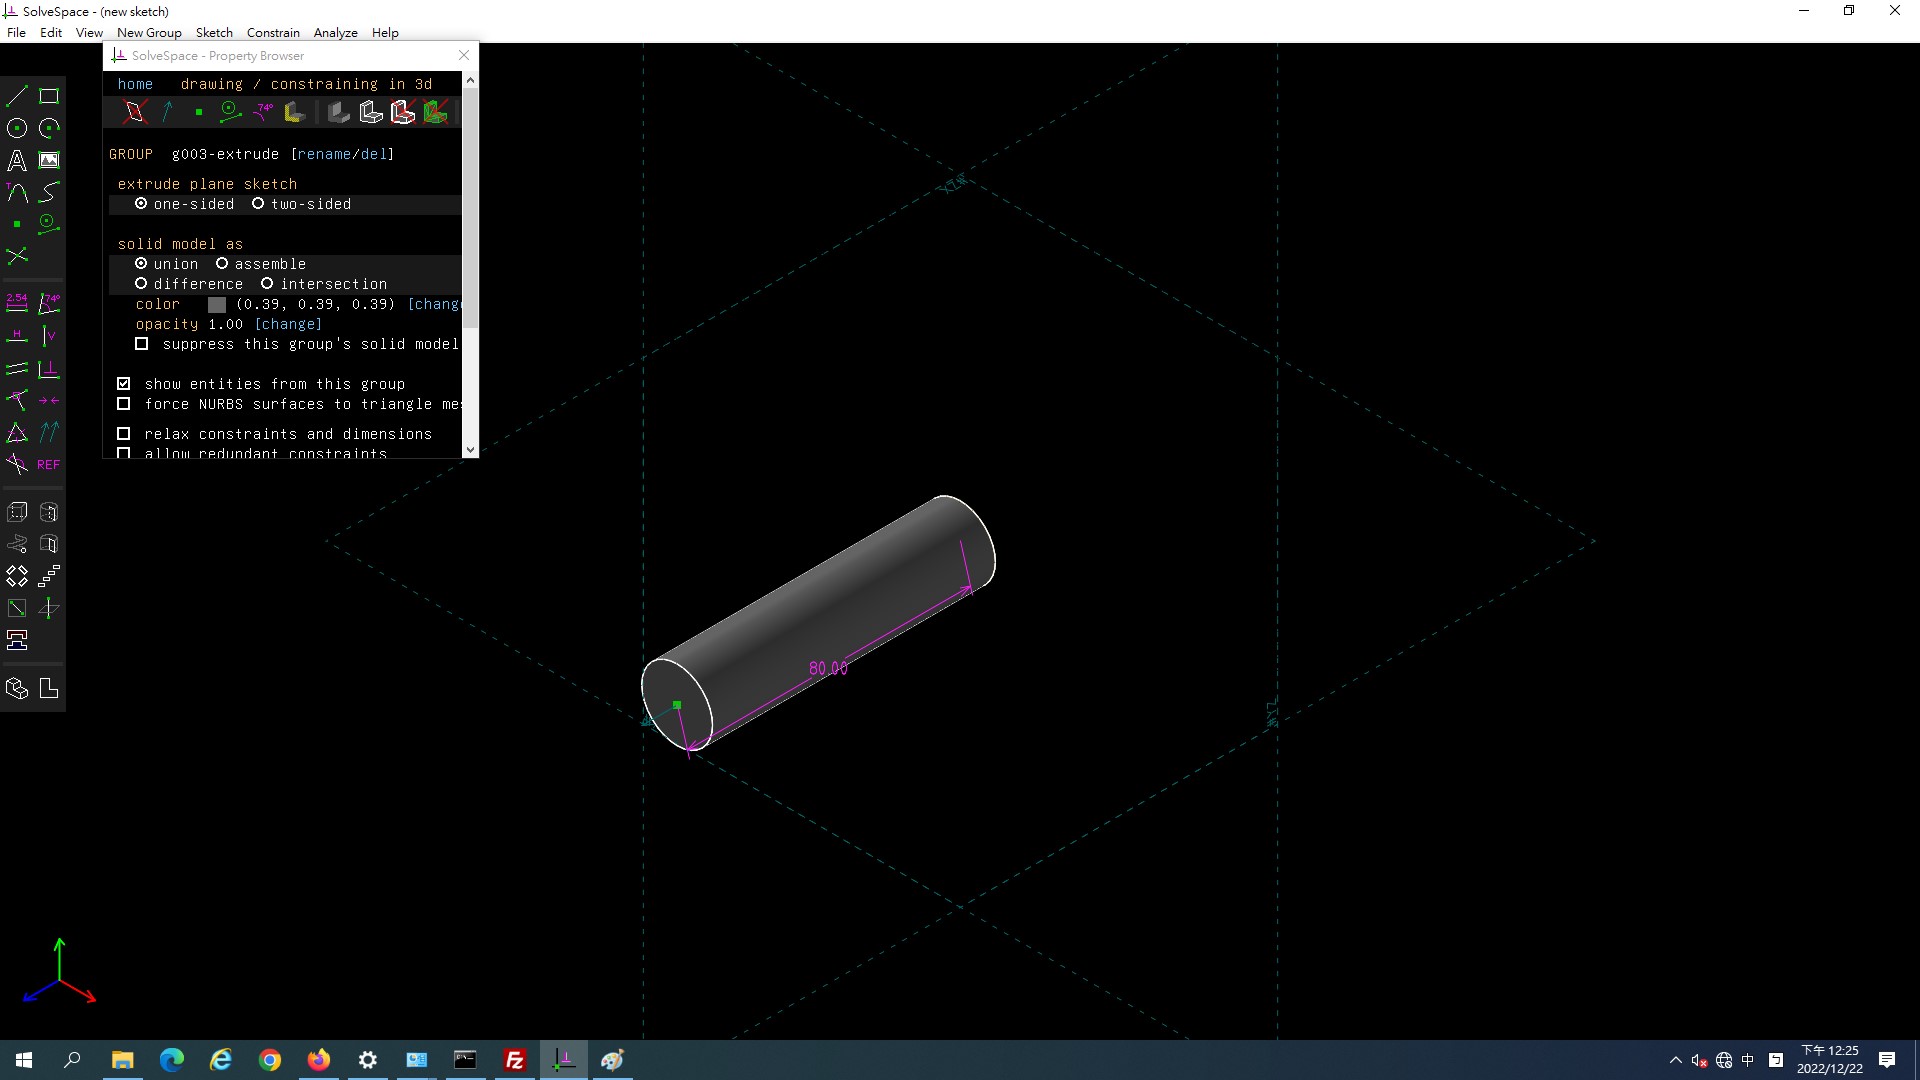 SolveSpace - (new sketch)
File Edit View New Group Sketch Constrain Analyze Help
SolveSpace - Property Browser
home drawing / constraining in 3d
74°
GROUP g003-extrude [rename/del]
extrude plane sketch
one-sided two-sided
solid model as
union assemble
difference intersection
color (0.39, 0.39, 0.39) [chang
opacity 1.00 [change]
suppress this group's solid model
show entities from this group
force NURBS surfaces to triangle me
relax constraints and dimensions
allow redundant constraints
2.54 74°
H V
REF
80.00
中
下午 12:25
2022/12/22